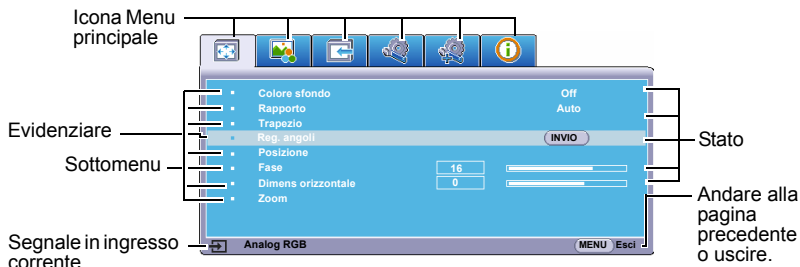 Icona Menu
principale
Colore sfondo Off
Rapporto Auto
Trapezio
Evidenziare
Reg. angoli INVIO
Stato
Sottomenu
Posizione
Fase 16
Dimens orizzontale 0
Zoom
Andare alla
pagina
precedente
o uscire.
Segnale in ingresso
corrente
Analog RGB MENU Esci